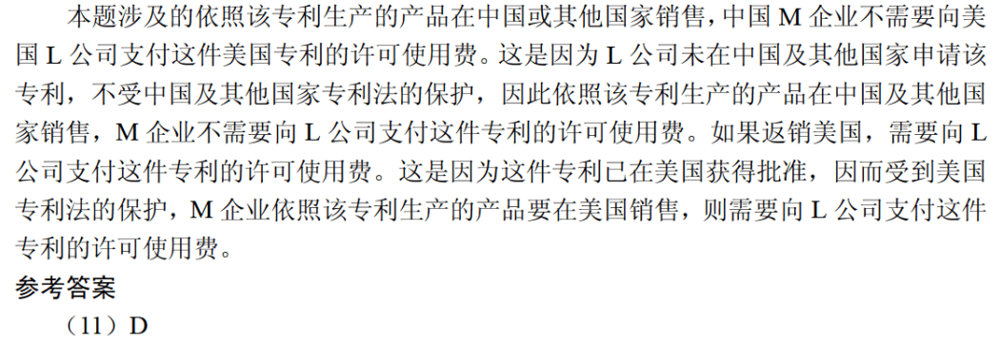 本题涉及的依照该专利生产的产品在中国或其他国家销售，中国 M 企业不需要向美
国 L 公司支付这件美国专利的许可使用费。这是因为 L 公司未在中国及其他国家申请该
专利，不受中国及其他国家专利法的保护，因此依照该专利生产的产品在中国及其他国
家销售，M 企业不需要向 L 公司支付这件专利的许可使用费。如果返销美国，需要向 L
公司支付这件专利的许可使用费。这是因为这件专利已在美国获得批准，因而受到美国
专利法的保护，M 企业依照该专利生产的产品要在美国销售，则需要向 L 公司支付这件
专利的许可使用费。
参考答案
（11）D